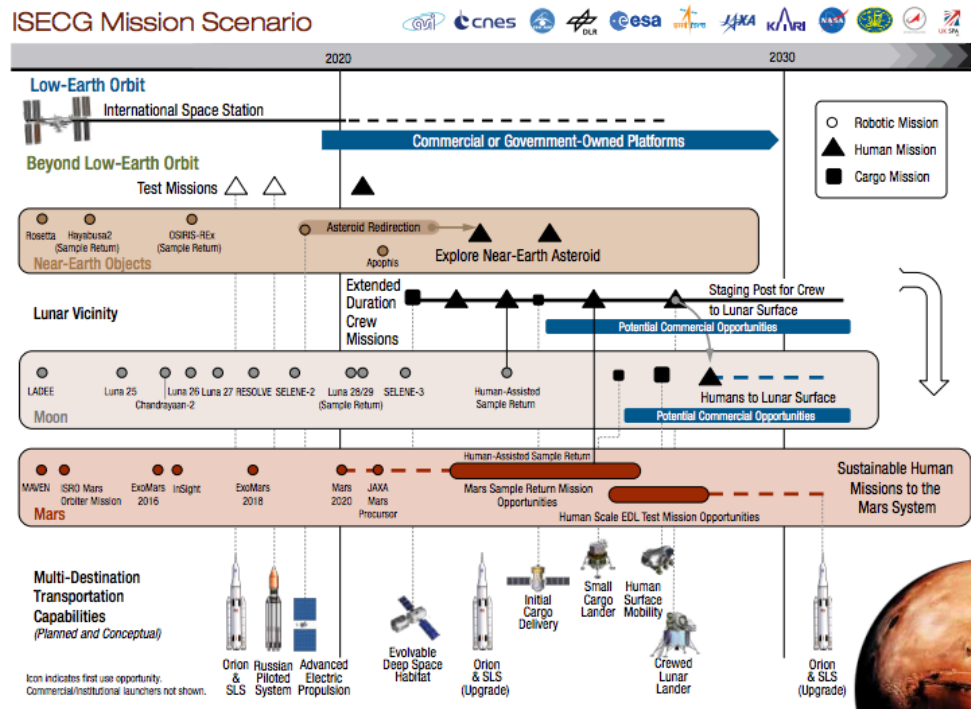 ISECG Mission Scenario
asi
cnes
DLR
esa
JAXA
KARI
NASA
UK SPA
2020
2030
Low-Earth Orbit
International Space Station
Commercial or Government-Owned Platforms
Robotic Mission
Human Mission
Cargo Mission
Beyond Low-Earth Orbit
Test Missions
Rosetta
Hayabusa2
(Sample Return)
OSIRIS-REx
(Sample Return)
Asteroid Redirection
Apophis
Explore Near-Earth Asteroid
Near-Earth Objects
Lunar Vicinity
Extended
Duration
Crew
Missions
Staging Post for Crew
to Lunar Surface
Potential Commercial Opportunities
LADEE
Luna 25
Chandrayaan-2
Luna 26
Luna 27
RESOLVE
SELENE-2
Luna 28/29
(Sample Return)
SELENE-3
Human-Assisted
Sample Return
Humans to Lunar Surface
Potential Commercial Opportunities
Moon
MAVEN
ISRO Mars
Orbiter Mission
ExoMars
2016
InSight
ExoMars
2018
Mars
2020
JAXA
Mars
Precursor
Human-Assisted Sample Return
Mars Sample Return Mission
Opportunities
Human Scale EDL Test Mission Opportunities
Sustainable Human
Missions to the
Mars System
Mars
Multi-Destination
Transportation
Capabilities
(Planned and Conceptual)
Orion
&
SLS
Russian
Piloted
System
Advanced
Electric
Propulsion
Evolvable
Deep Space
Habitat
Orion
& SLS
(Upgrade)
Initial
Cargo
Delivery
Small
Cargo
Lander
Human
Surface
Mobility
Crewed
Lunar
Lander
Orion
& SLS
(Upgrade)
Icon indicates first use opportunity.
Commercial/Institutional launchers not shown.